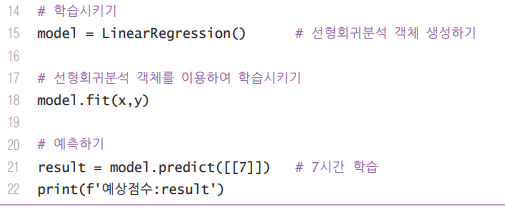 14 # 학습시키기
15 model = LinearRegression() # 선형회귀분석 객체 생성하기
16
17 # 선형회귀분석 객체를 이용하여 학습시키기
18 model.fit(x,y)
19
20 # 예측하기
21 result = model.predict([[7]]) # 7시간 학습
22 print(f'예상점수:result')